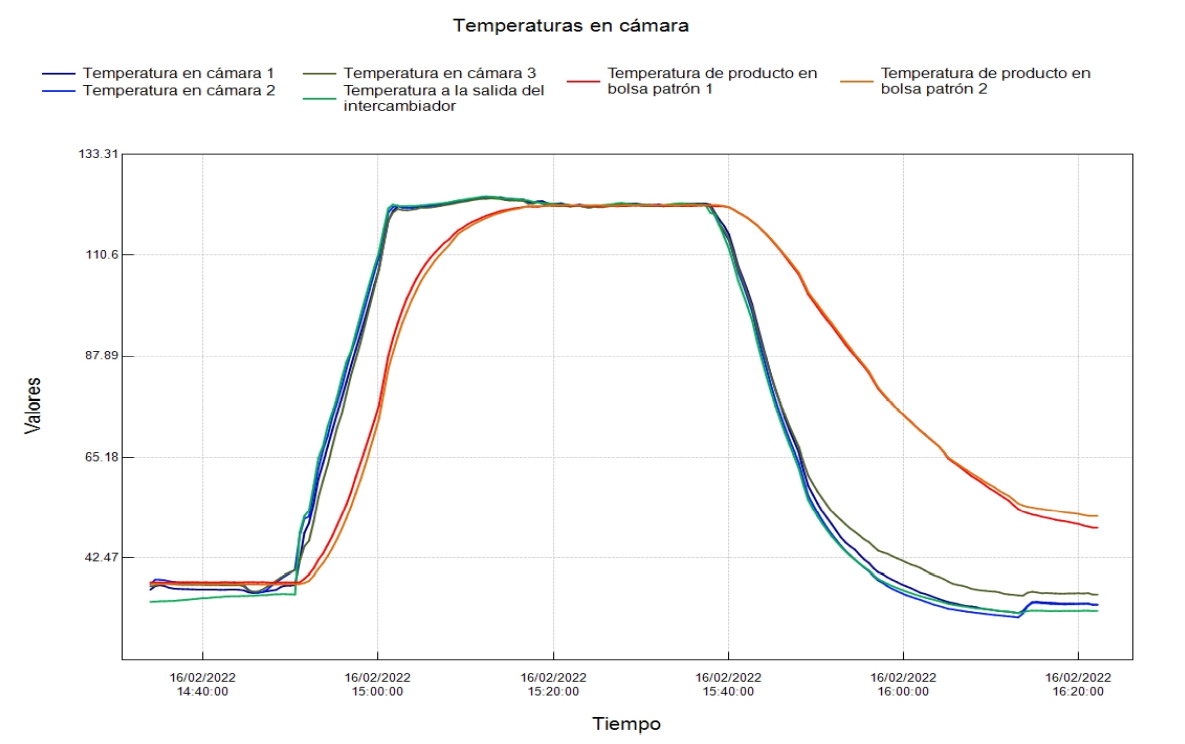 Temperaturas en cámara
Temperatura en cámara 1
Temperatura en cámara 2
Temperatura en cámara 3
Temperatura a la salida del
intercambiador
Temperatura de producto en
bolsa patrón 1
Temperatura de producto en
bolsa patrón 2
133.31
110.6
87.89
65.18
42.47
Valores
16/02/2022
14:40:00
16/02/2022
15:00:00
16/02/2022
15:20:00
16/02/2022
15:40:00
16/02/2022
16:00:00
16/02/2022
16:20:00
Tiempo